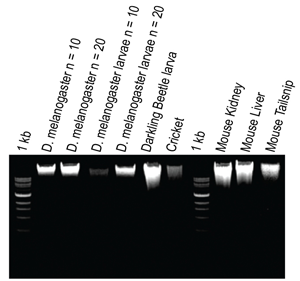 1 kb
D. melanogaster n = 10
D. melanogaster n = 20
D. melanogaster larvae n = 10
D. melanogaster larvae n = 20
Darkling Beetle larva
Cricket
1 kb
Mouse Kidney
Mouse Liver
Mouse Tailsnip